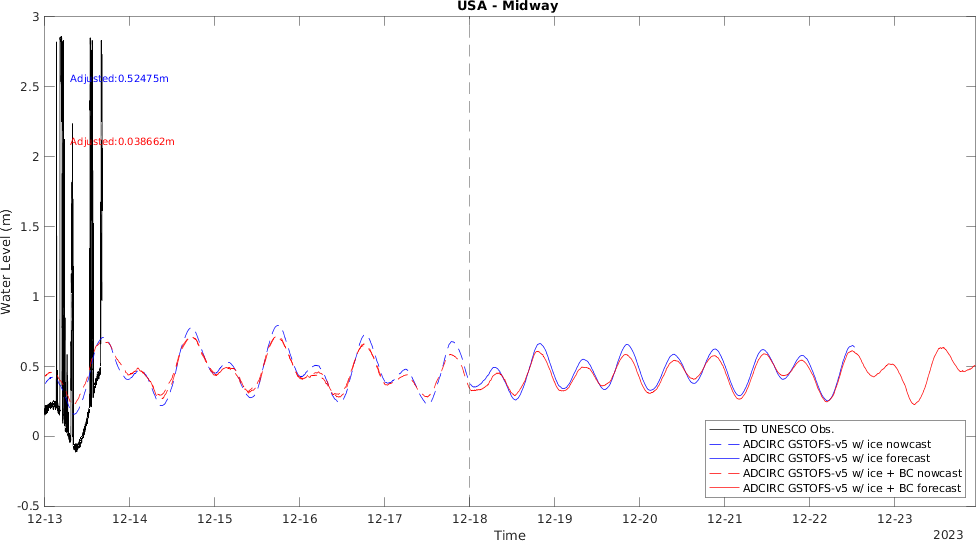 USA - Midway
3
2.5
2
1.5
1
0.5
0
-0.5
Water Level (m)
Adjusted:0.52475m
Adjusted:0.038662m
TD UNESCO Obs.
ADCIRC GSTOFS-v5 w/ ice nowcast
ADCIRC GSTOFS-v5 w/ ice forecast
ADCIRC GSTOFS-v5 w/ ice + BC nowcast
ADCIRC GSTOFS-v5 w/ ice + BC forecast
12-13 12-14 12-15 12-16 12-17 12-18 12-19 12-20 12-21 12-22 12-23
Time
2023